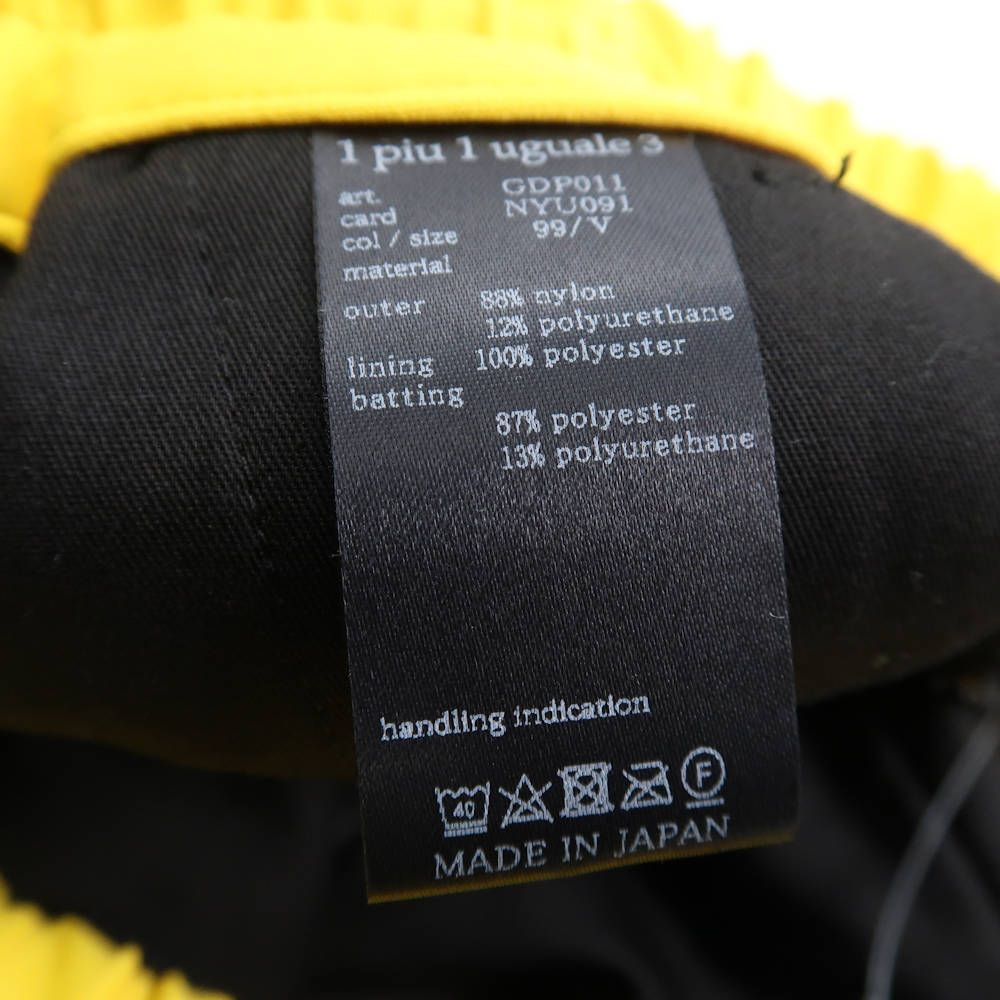 1 piu 1 uguale 3
art. GDP011
card NYU091
col / size 99/V
material
outer 88% nylon
12% polyurethane
lining 100% polyester
batting
87% polyester
13% polyurethane
handling indication
40 F
MADE IN JAPAN